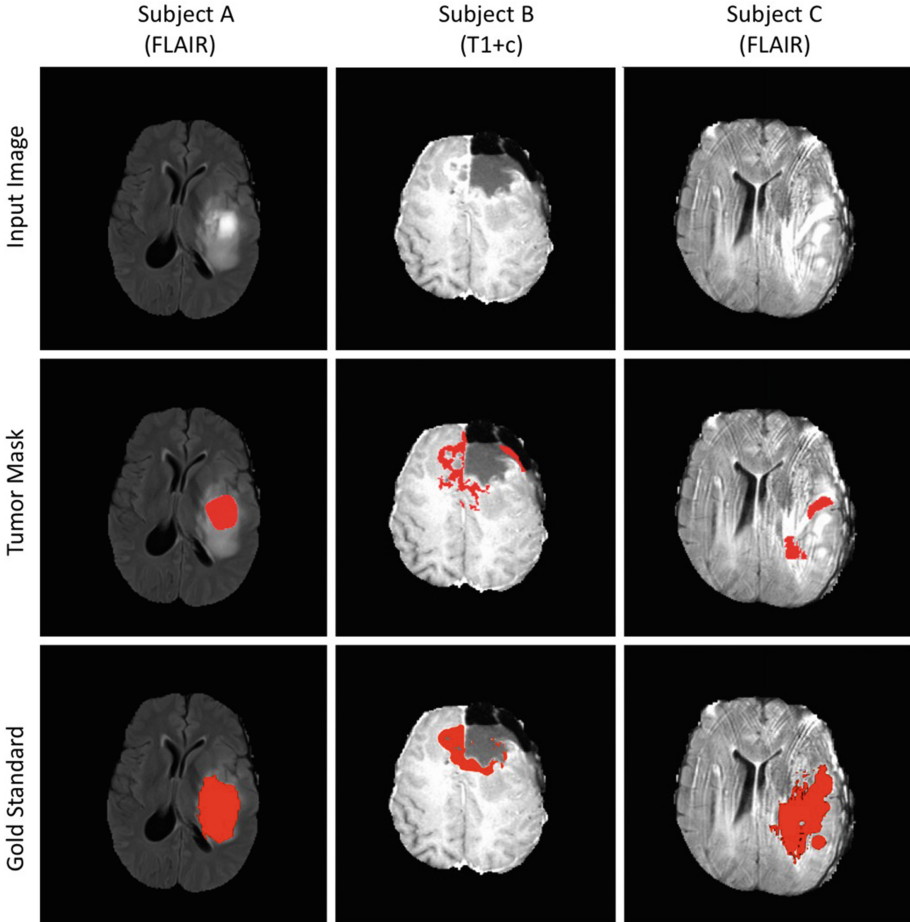 Subject A
(FLAIR)
Subject B
(T1+c)
Subject C
(FLAIR)
Input Image
Tumor Mask
Gold Standard